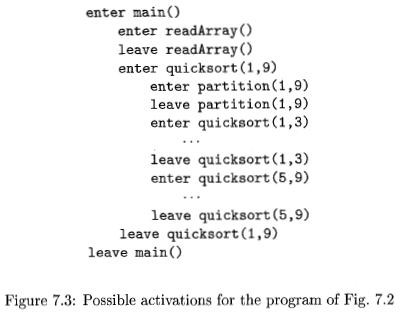 enter main()
enter readArray()
leave readArray()
enter quicksort(1,9)
enter partition(1,9)
leave partition(1,9)
enter quicksort(1,3)
...
leave quicksort(1,3)
enter quicksort(5,9)
...
leave quicksort(5,9)
leave quicksort(1,9)
leave main()
Figure 7.3: Possible activations for the program of Fig. 7.2